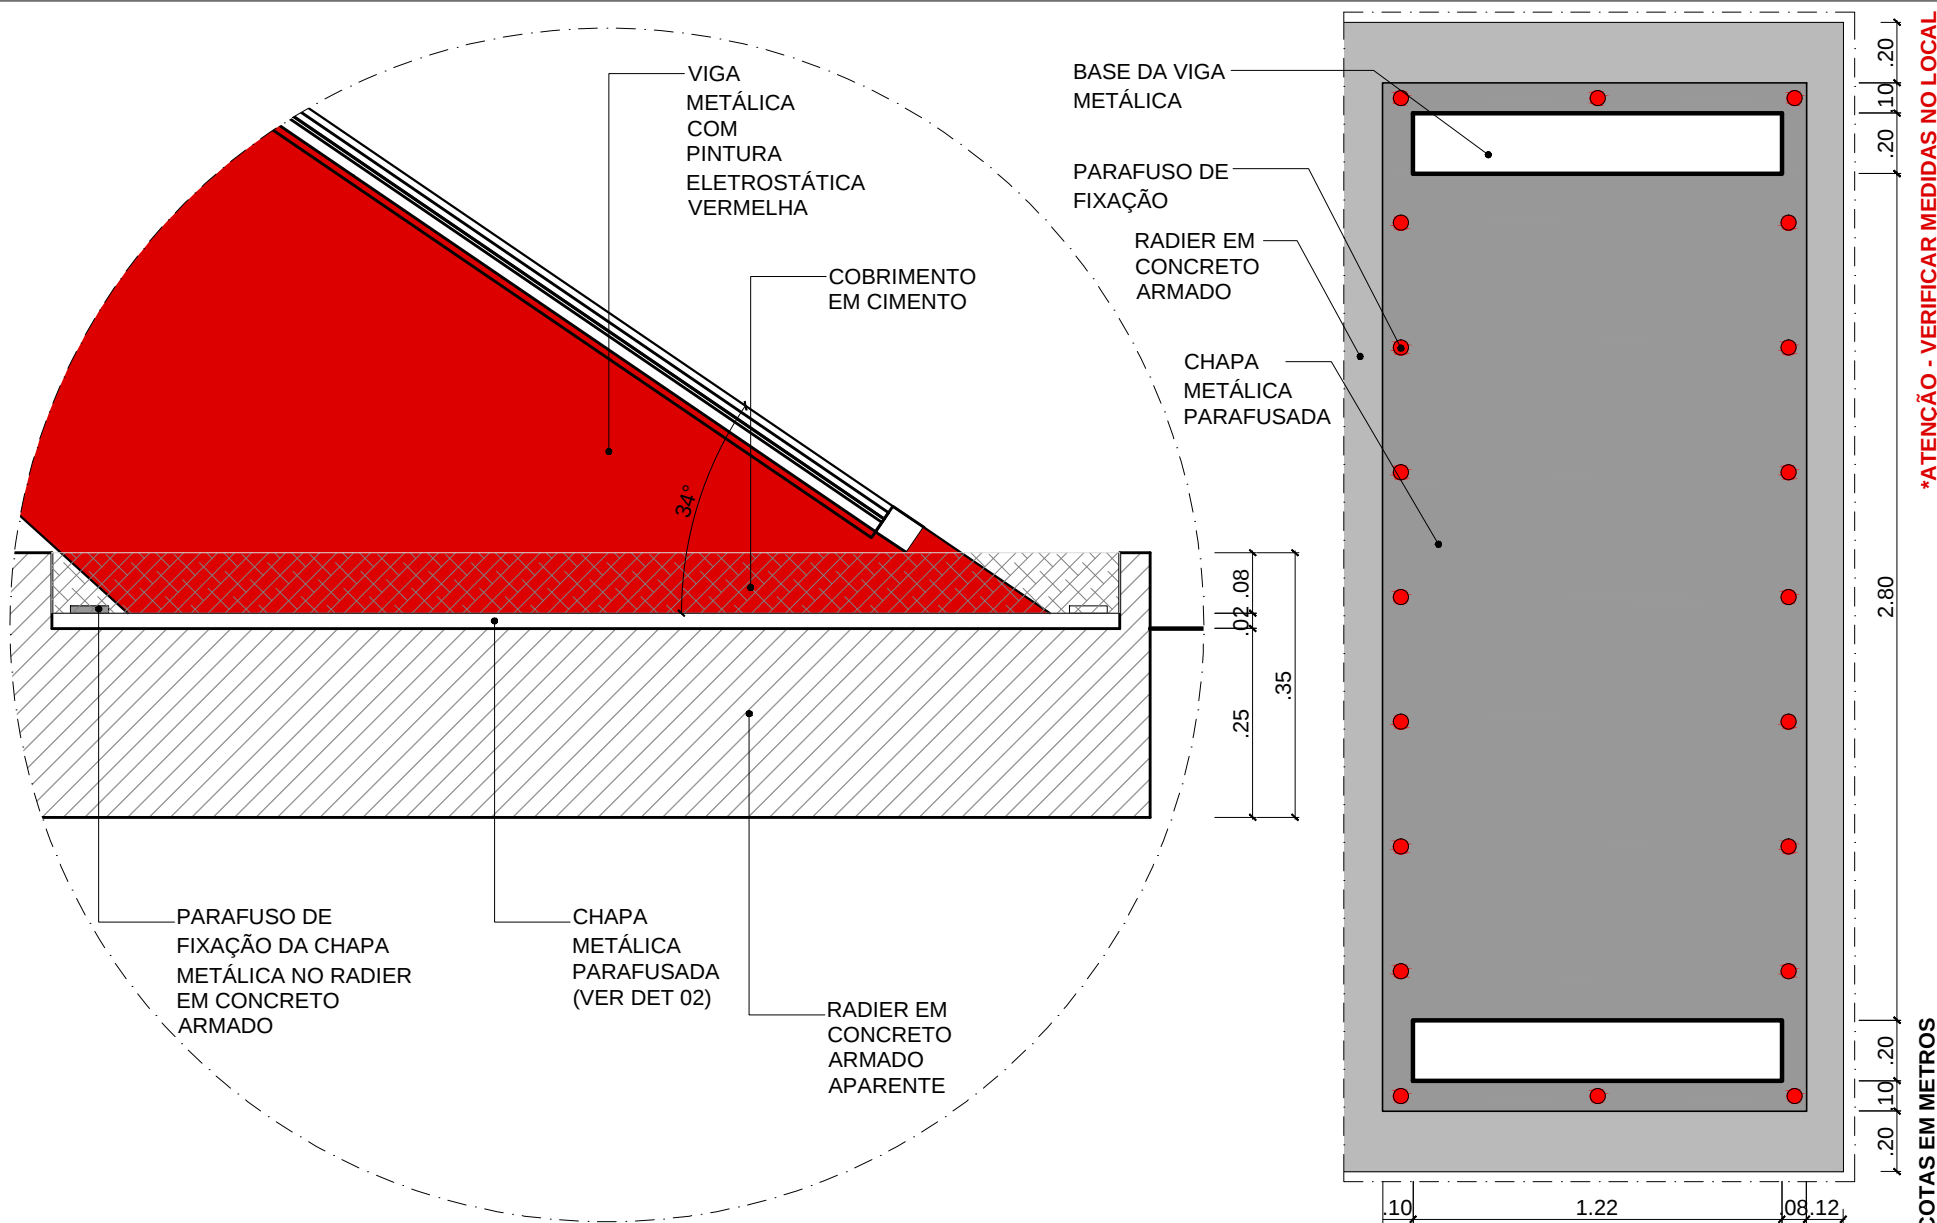 VIGA
METÁLICA
COM
PINTURA
ELETROSTÁTICA
VERMELHA
COBRIMENTO
EM CIMENTO
34°
.08
.02
.25
.35
PARAFUSO DE
FIXAÇÃO DA CHAPA
METÁLICA NO RADIER
EM CONCRETO
ARMADO
CHAPA
METÁLICA
PARAFUSADA
(VER DET 02)
RADIER EM
CONCRETO
ARMADO
APARENTE
BASE DA VIGA
METÁLICA
PARAFUSO DE
FIXAÇÃO
RADIER EM
CONCRETO
ARMADO
CHAPA
METÁLICA
PARAFUSADA
.20
.10
.20
2.80
.20
.10
.20
.10
1.22
.08
.12
*ATENÇÃO - VERIFICAR MEDIDAS NO LOCAL
COTAS EM METROS